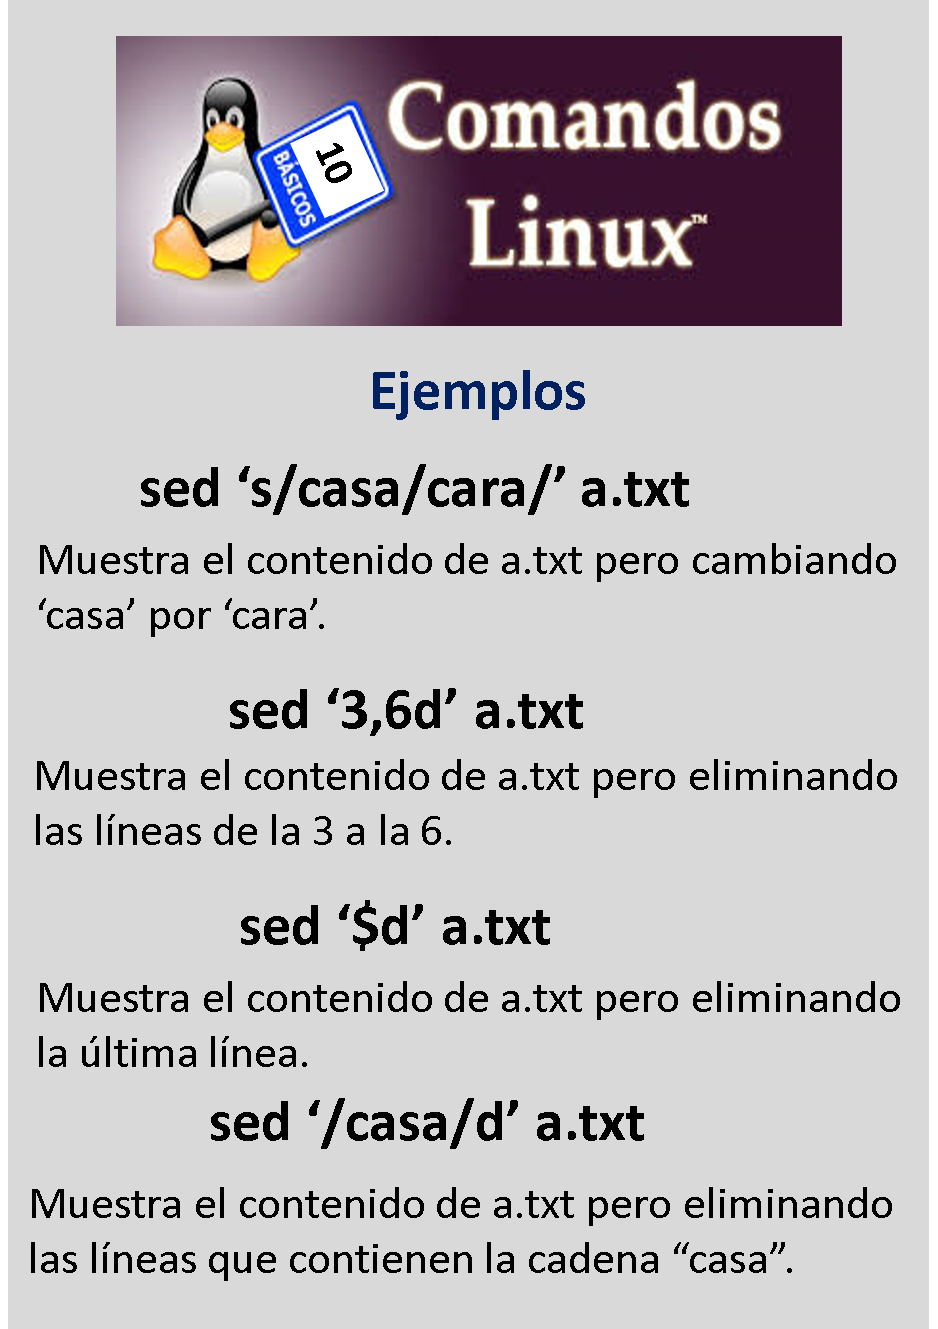 10
BÁSICOS
Comandos
Linux™
Ejemplos
sed ‘s/casa/cara/’ a.txt
Muestra el contenido de a.txt pero cambiando
‘casa’ por ‘cara’.
sed ‘3,6d’ a.txt
Muestra el contenido de a.txt pero eliminando
las líneas de la 3 a la 6.
sed ‘$d’ a.txt
Muestra el contenido de a.txt pero eliminando
la última línea.
sed ‘/casa/d’ a.txt
Muestra el contenido de a.txt pero eliminando
las líneas que contienen la cadena “casa”.